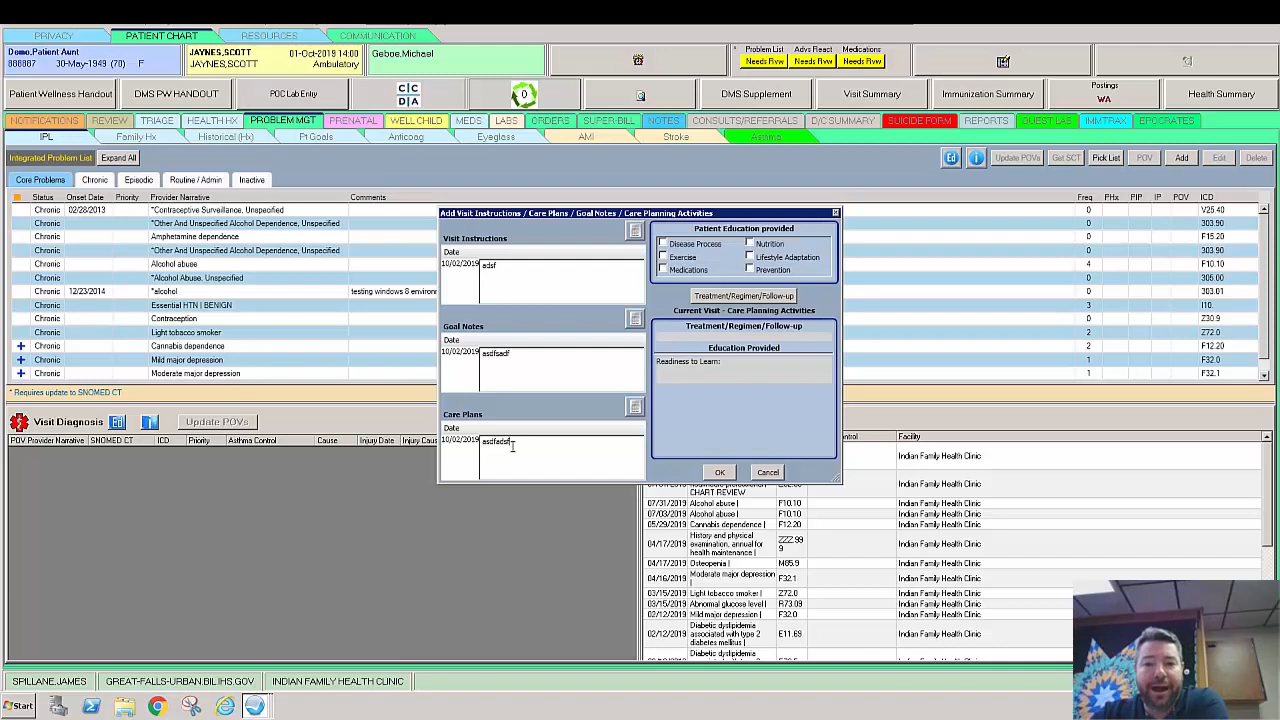 PRIVACY PATIENT CHART RESOURCES COMMUNICATION
Demo,Patient Aunt
888887 30-May-1949 (70) F
JAYNES,SCOTT 01-Oct-2019 14:00
JAYNES,SCOTT Ambulatory
Geboe,Michael
Problem List Advs React Medications
Needs Rvw Needs Rvw Needs Rvw
Patient Wellness Handout DMS PW HANDOUT POC Lab Entry C C D A 0 DMS Supplement Visit Summary Immunization Summary Postings WA Health Summary
NOTIFICATIONS REVIEW TRIAGE HEALTH HX PROBLEM MGT PRENATAL WELL CHILD MEDS LABS ORDERS SUPER-BILL NOTES CONSULTS/REFERRALS D/C SUMMARY SUICIDE FORM REPORTS QUEST LAB IMMTRAX EPOCRATES
IPL Family Hx Historical (Hx) Pt Goals Anticoag Eyeglass AMI Stroke Asthma
Integrated Problem List Expand All Ed i Update POVs Get SCT Pick List POV Add Edit Delete
Core Problems Chronic Episodic Routine / Admin Inactive
Status Onset Date Priority Provider Narrative Comments Freq PHx PIP IP POV ICD
Chronic 02/28/2013 *Contraceptive Surveillance. Unspecified 0 V25.40
Chronic *Other And Unspecified Alcohol Dependence, Unspecified 0 303.90
Chronic Amphetamine dependence 0 F15.20
Chronic *Other And Unspecified Alcohol Dependence, Unspecified 0 303.90
Chronic Alcohol abuse 4 F10.10
Chronic *Alcohol Abuse. Unspecified 0 305.00
Chronic 12/23/2014 *alcohol testing windows 8 environ 0 303.01
Chronic Essential HTN | BENIGN 3 I10.
Chronic Contraception 0 Z30.9
Chronic Light tobacco smoker 2 Z72.0
Chronic Cannabis dependence 2 F12.20
Chronic Mild major depression 1 F32.0
Chronic Moderate major depression 1 F32.1
* Requires update to SNOMED CT
Add Visit Instructions / Care Plans / Goal Notes / Care Planning Activities
Visit Instructions
Date
10/02/2019 adsf
Goal Notes
Date
10/02/2019 asdfsadf
Care Plans
Date
10/02/2019 asdfadsf
Patient Education provided
Disease Process Nutrition
Exercise Lifestyle Adaptation
Medications Prevention
Treatment/Regimen/Follow-up
Current Visit - Care Planning Activities
Treatment/Regimen/Follow-up
Education Provided
Readiness to Learn:
OK Cancel
Visit Diagnosis Ed i Update POVs
POV Provider Narrative SNOMED CT ICD Priority Asthma Control Cause Injury Date Injury Caus
ontrol Facility
Indian Family Health Clinic
CHART REVIEW Indian Family Health Clinic
07/31/2019 Alcohol abuse | F10.10 Indian Family Health Clinic
07/03/2019 Alcohol abuse | F10.10 Indian Family Health Clinic
05/29/2019 Cannabis dependence | F12.20 Indian Family Health Clinic
04/17/2019 History and physical examination, annual for health maintenance | ZZZ.99 9 Indian Family Health Clinic
04/17/2019 Osteopenia | M85.9 Indian Family Health Clinic
04/16/2019 Moderate major depression | F32.1 Indian Family Health Clinic
03/15/2019 Light tobacco smoker | Z72.0 Indian Family Health Clinic
03/15/2019 Abnormal glucose level | R73.09 Indian Family Health Clinic
02/12/2019 Mild major depression | F32.0 Indian Family Health Clinic
02/12/2019 Diabetic dyslipidemia associated with type 2 diabetes mellitus | E11.69 Indian Family Health Clinic
Diabetic dyslipidemia
SPILLANE,JAMES GREAT-FALLS-URBAN.BIL.IHS.GOV INDIAN FAMILY HEALTH CLINIC
Start